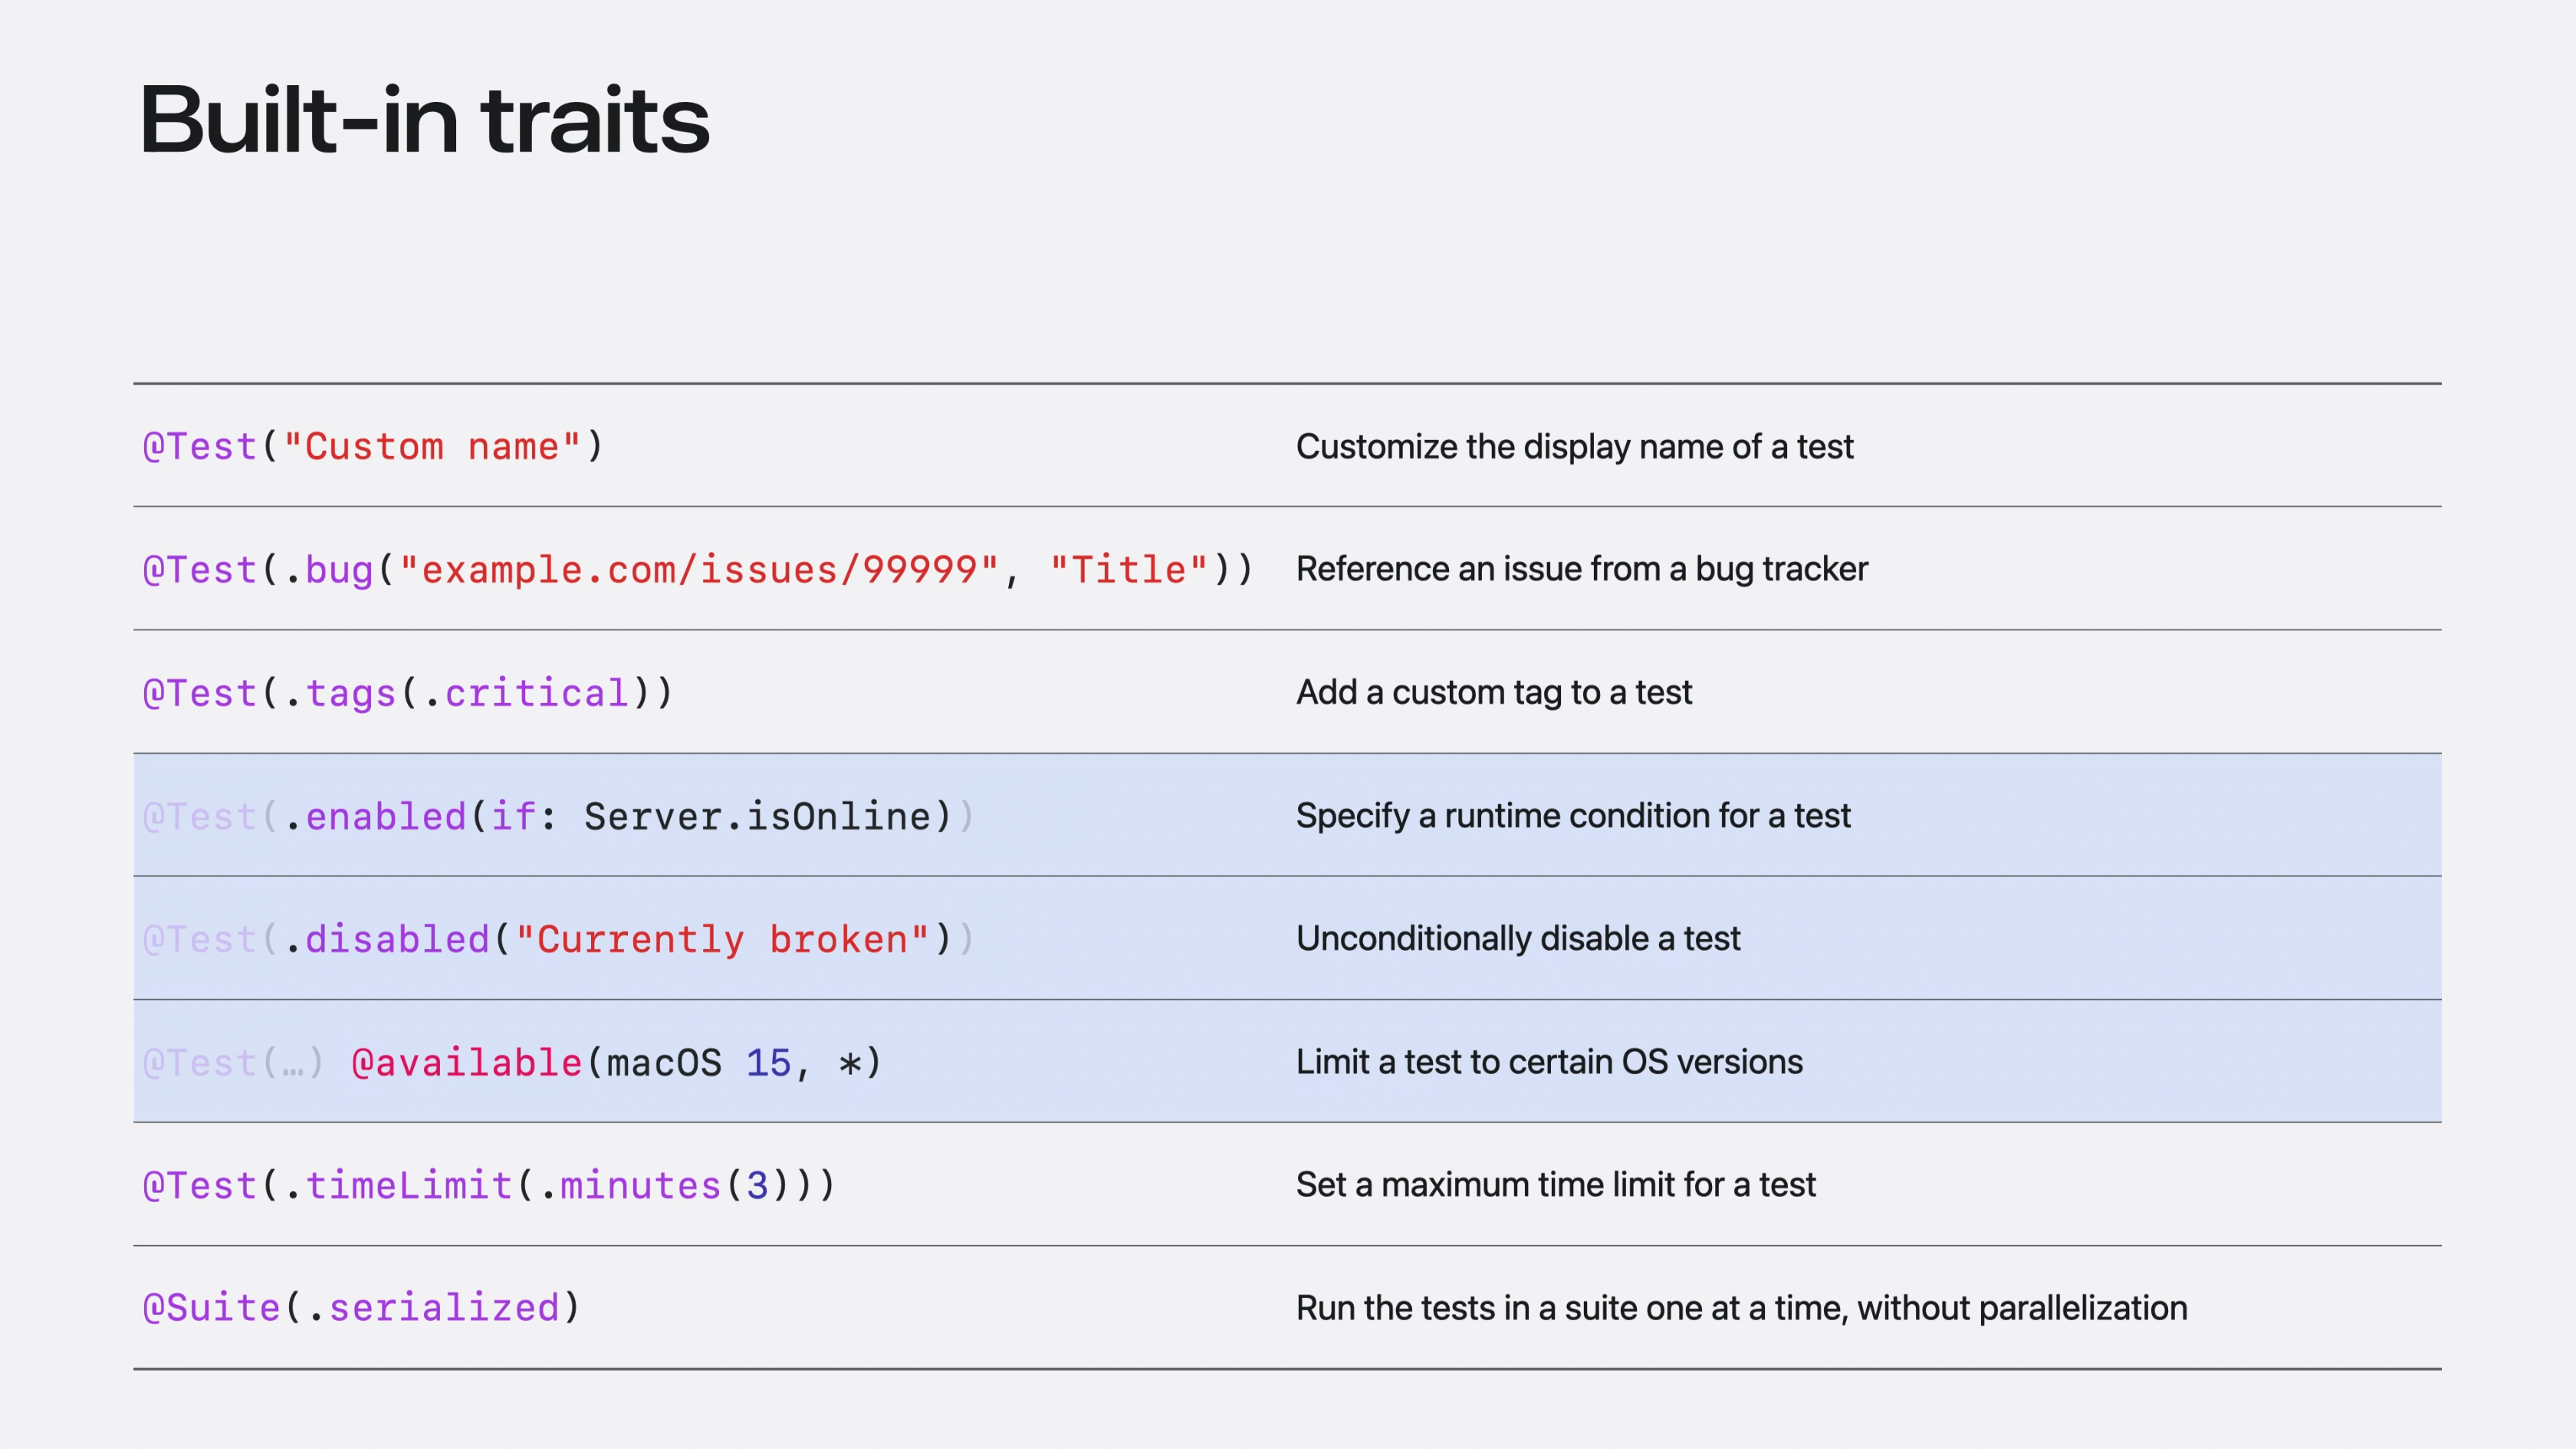 Built-in traits
@Test("Custom name") Customize the display name of a test
@Test(.bug("example.com/issues/99999", "Title")) Reference an issue from a bug tracker
@Test(.tags(.critical)) Add a custom tag to a test
@Test(.enabled(if: Server.isOnline)) Specify a runtime condition for a test
@Test(.disabled("Currently broken")) Unconditionally disable a test
@Test(…) @available(macOS 15, *) Limit a test to certain OS versions
@Test(.timeLimit(.minutes(3))) Set a maximum time limit for a test
@Suite(.serialized) Run the tests in a suite one at a time, without parallelization